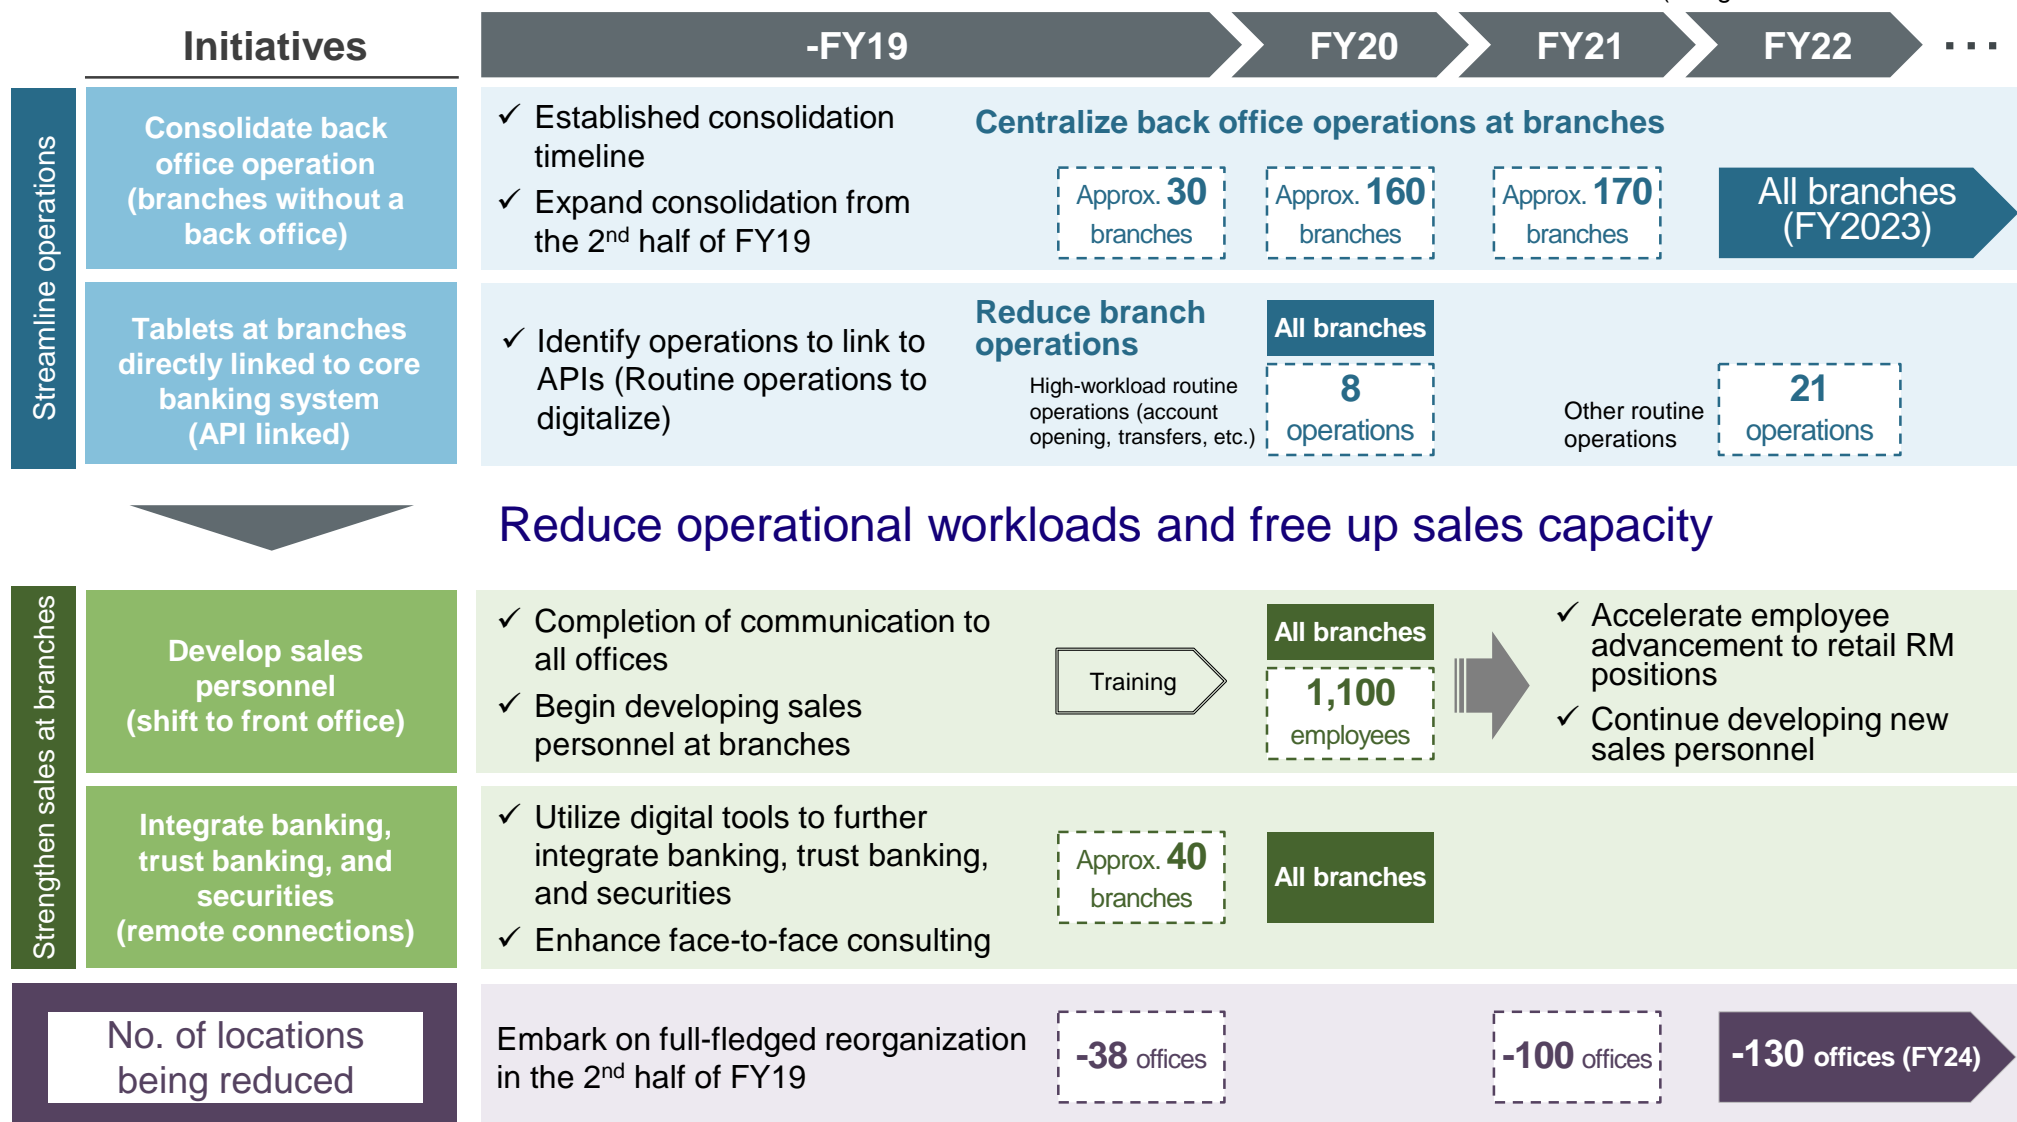 Initiatives
-FY19
FY20
FY21
FY22
...
Streamline operations
Consolidate back
office operation
(branches without a
back office)
✓ Established consolidation
timeline
✓ Expand consolidation from
the 2nd half of FY19
Centralize back office operations at branches
Approx. 30
branches
Approx. 160
branches
Approx. 170
branches
All branches
(FY2023)
Tablets at branches
directly linked to core
banking system
(API linked)
✓ Identify operations to link to
APIs (Routine operations to
digitalize)
Reduce branch
operations
High-workload routine
operations (account
opening, transfers, etc.)
All branches
8
operations
Other routine
operations
21
operations
Reduce operational workloads and free up sales capacity
Strengthen sales at branches
Develop sales
personnel
(shift to front office)
✓ Completion of communication to
all offices
✓ Begin developing sales
personnel at branches
Training
All branches
1,100
employees
✓ Accelerate employee
advancement to retail RM
positions
✓ Continue developing new
sales personnel
Integrate banking,
trust banking, and
securities
(remote connections)
✓ Utilize digital tools to further
integrate banking, trust banking,
and securities
✓ Enhance face-to-face consulting
Approx. 40
branches
All branches
No. of locations
being reduced
Embark on full-fledged reorganization
in the 2nd half of FY19
-38 offices
-100 offices
-130 offices (FY24)